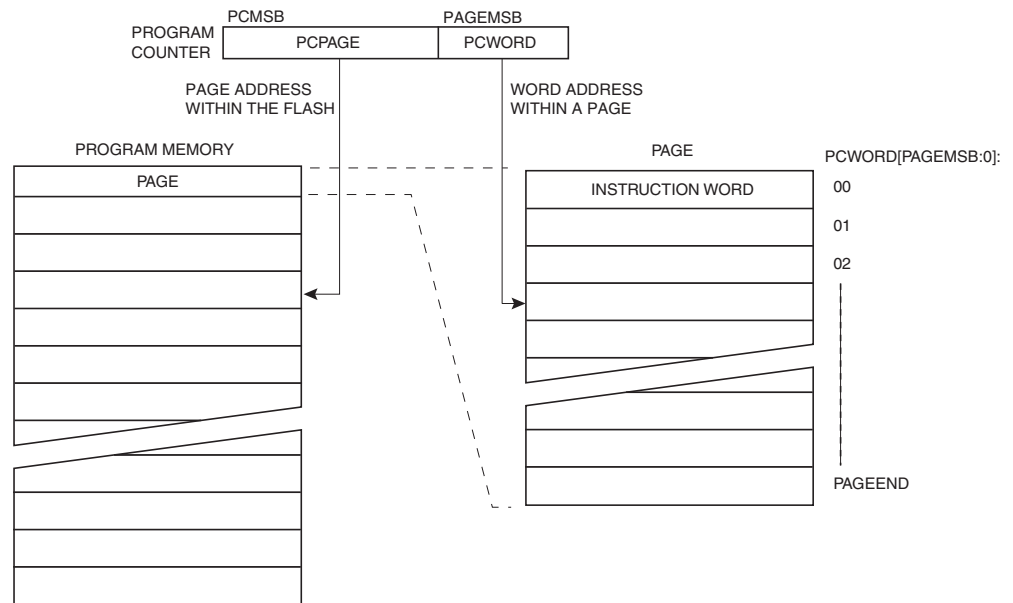 PCMSB
PAGEMSB
PROGRAM
COUNTER
PCPAGE
PCWORD
PAGE ADDRESS
WITHIN THE FLASH
WORD ADDRESS
WITHIN A PAGE
PROGRAM MEMORY
PAGE
PAGE
PCWORD[PAGEMSB:0]:
INSTRUCTION WORD
00
01
02
PAGEEND